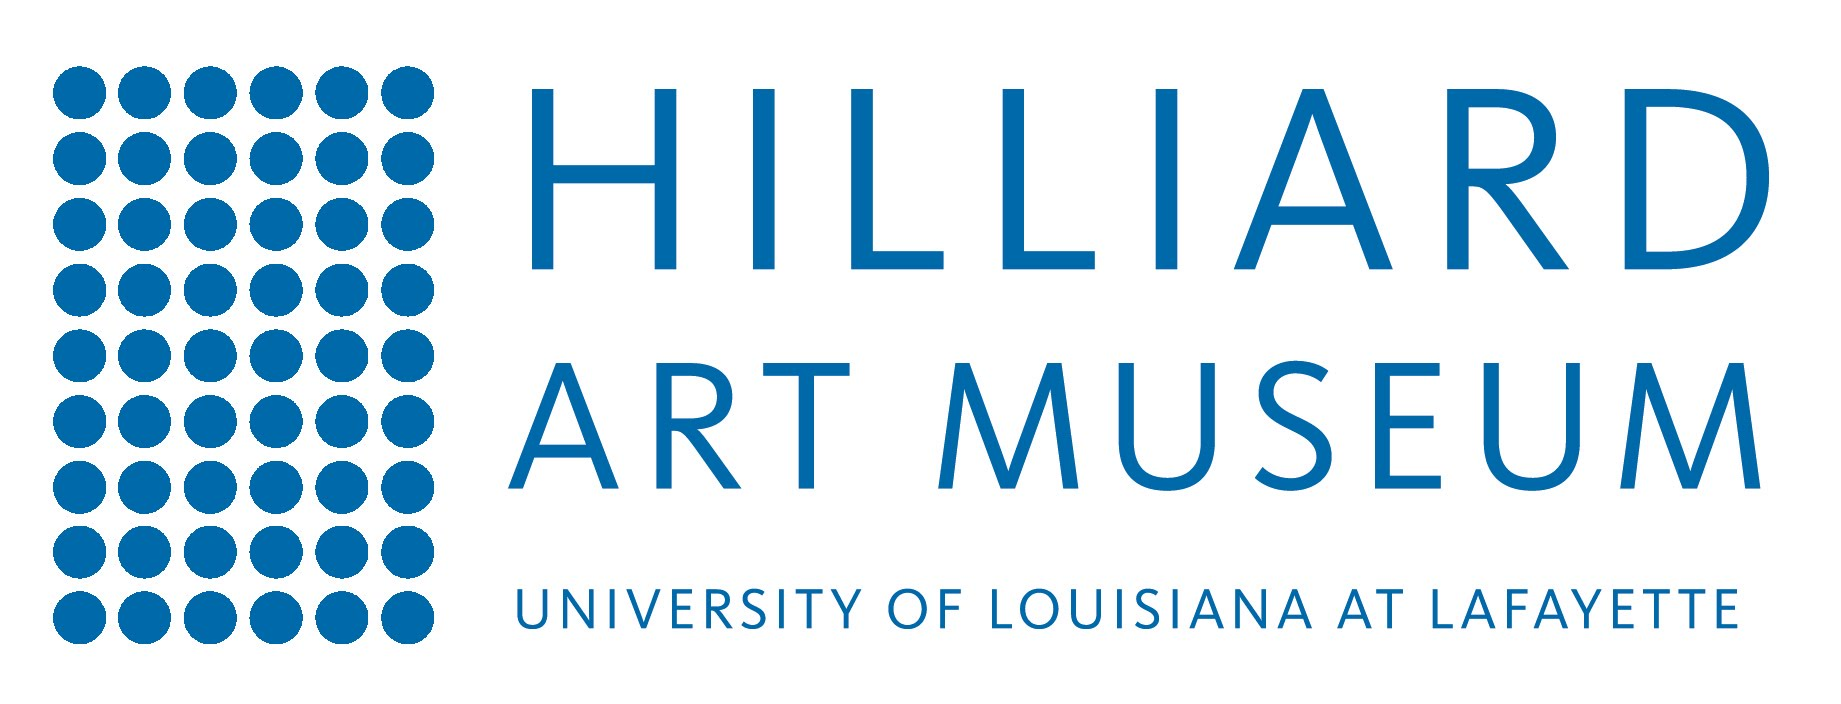 HILLIARD
ART MUSEUM
UNIVERSITY OF LOUISIANA AT LAFAYETTE